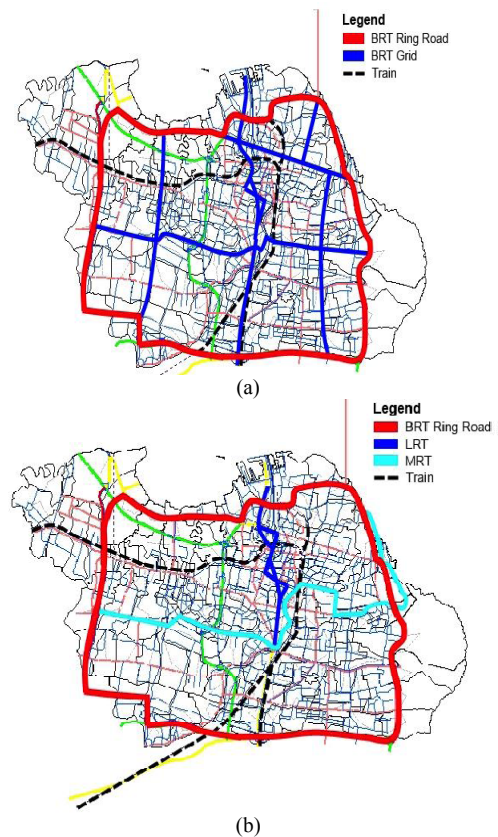 Legend
BRT Ring Road
BRT Grid
Train
(a)
Legend
BRT Ring Road
LRT
MRT
Train
(b)